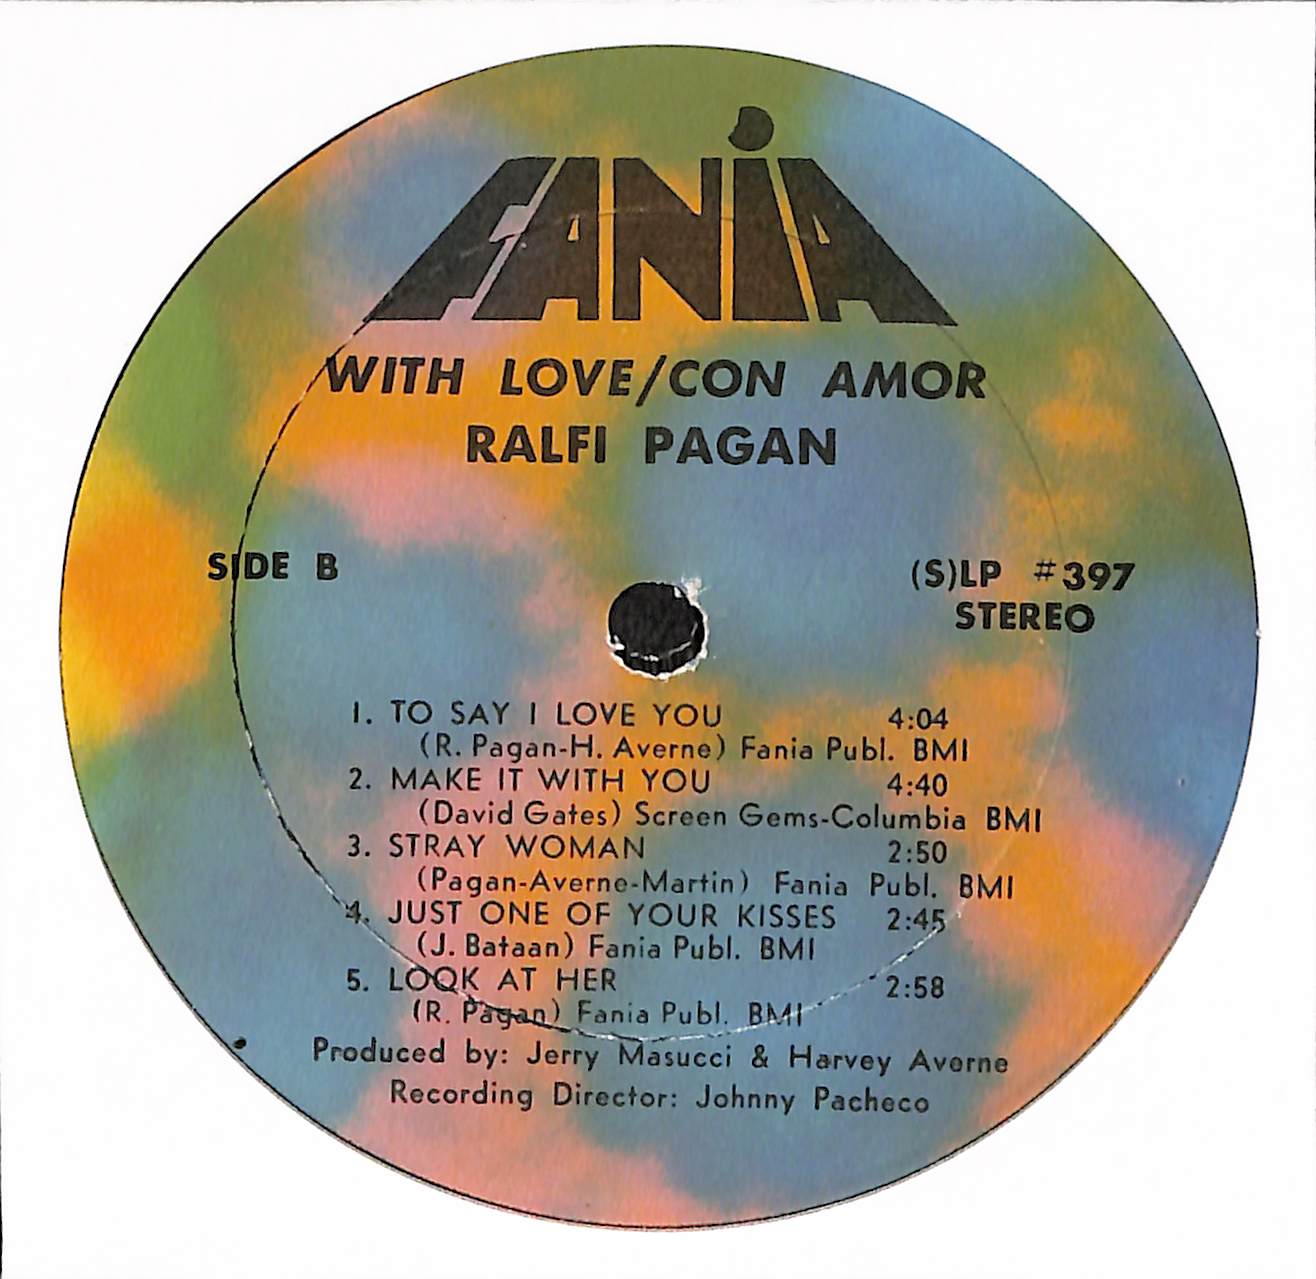 FANIA
WITH LOVE/CON AMOR
RALFI PAGAN
SIDE B
(S)LP #397
STEREO
1. TO SAY I LOVE YOU 4:04
(R. Pagan-H. Averne) Fania Publ. BMI
2. MAKE IT WITH YOU 4:40
(David Gates) Screen Gems-Columbia BMI
3. STRAY WOMAN 2:50
(Pagan-Averne-Martin) Fania Publ. BMI
4. JUST ONE OF YOUR KISSES 2:45
(J. Bataan) Fania Publ. BMI
5. LOOK AT HER 2:58
(R. Pagan) Fania Publ. BMI
Produced by: Jerry Masucci & Harvey Averne
Recording Director: Johnny Pacheco